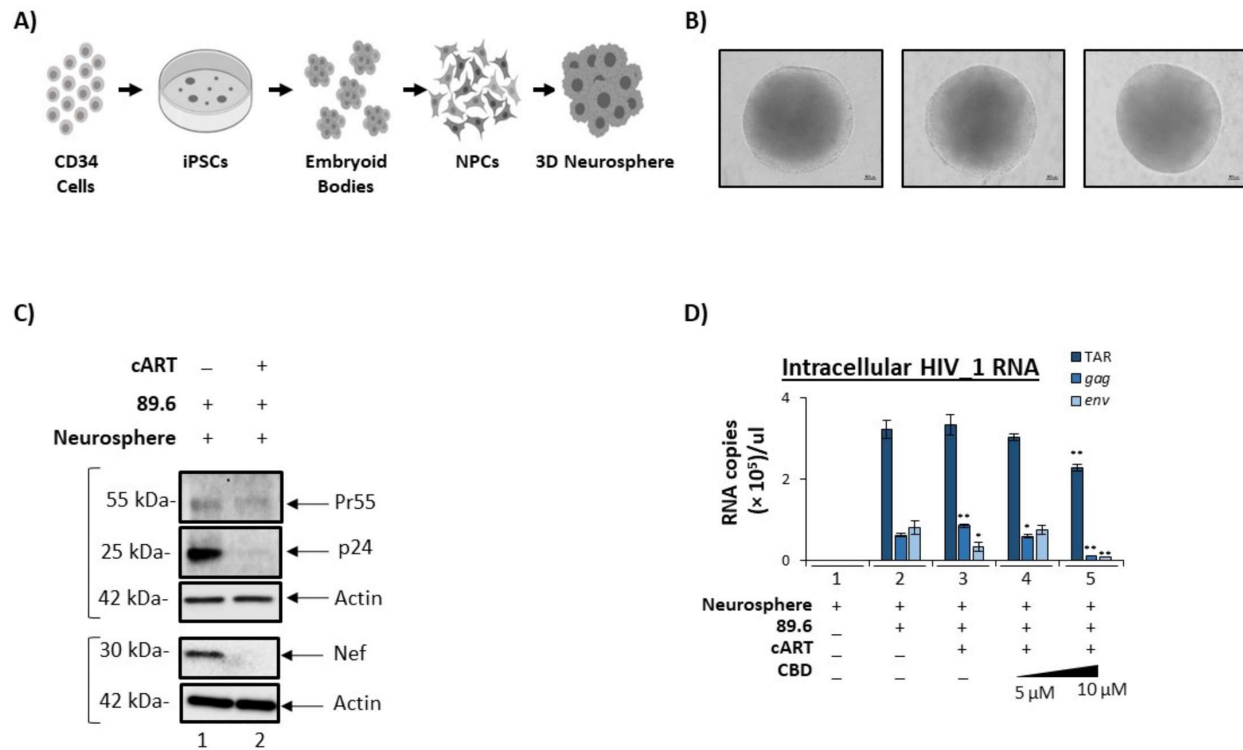 A)
CD34
Cells
iPSCs
Embryoid
Bodies
NPCs
3D Neurosphere
B)
C)
cART _ +
89.6 + +
Neurosphere + +
55 kDa- Pr55
25 kDa- p24
42 kDa- Actin
30 kDa- Nef
42 kDa- Actin
1 2
D)
Intracellular HIV_1 RNA
TAR
gag
env
RNA copies
(× 10⁵)/ul
4
2
0
** * * ** ** **
1 2 3 4 5
Neurosphere + + + + +
89.6 _ + + + +
cART _ _ + + +
CBD _ _ _
5 µM 10 µM